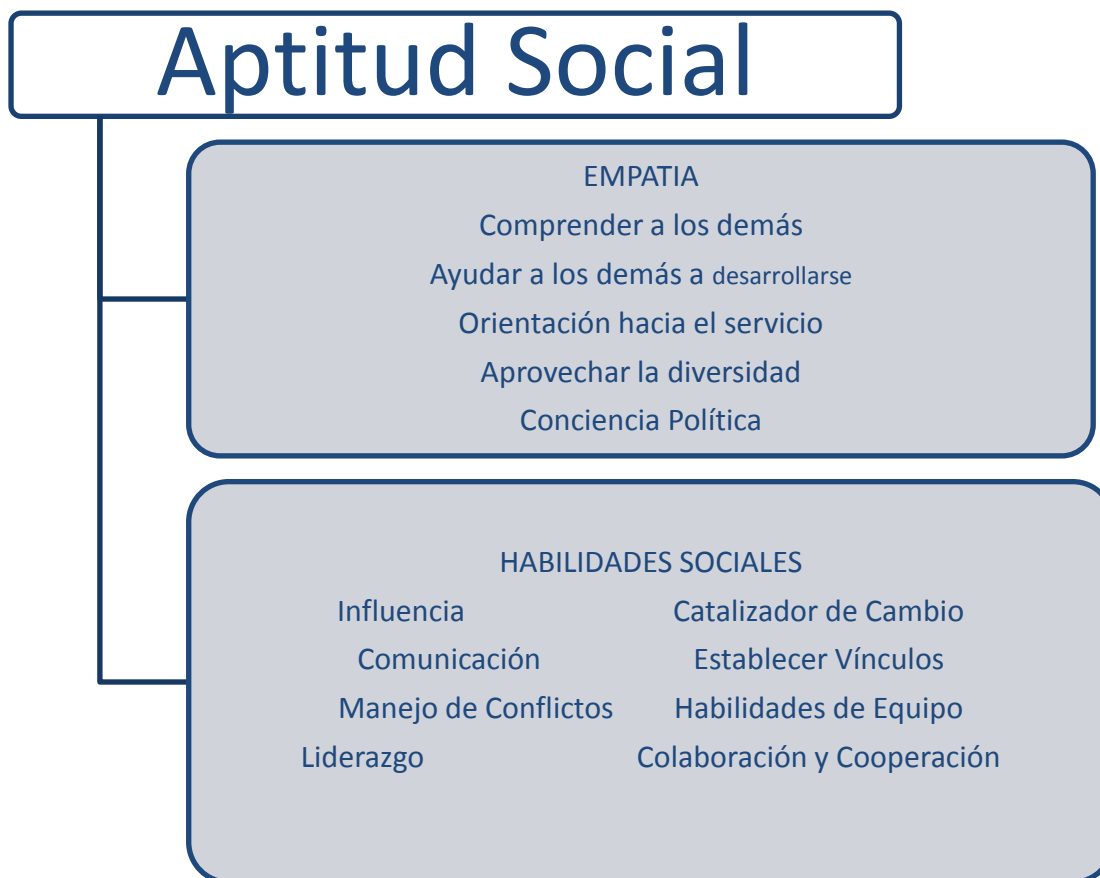 Aptitud Social
EMPATIA
Comprender a los demás
Ayudar a los demás a desarrollarse
Orientación hacia el servicio
Aprovechar la diversidad
Conciencia Política
HABILIDADES SOCIALES
Influencia Catalizador de Cambio
Comunicación Establecer Vínculos
Manejo de Conflictos Habilidades de Equipo
Liderazgo Colaboración y Cooperación